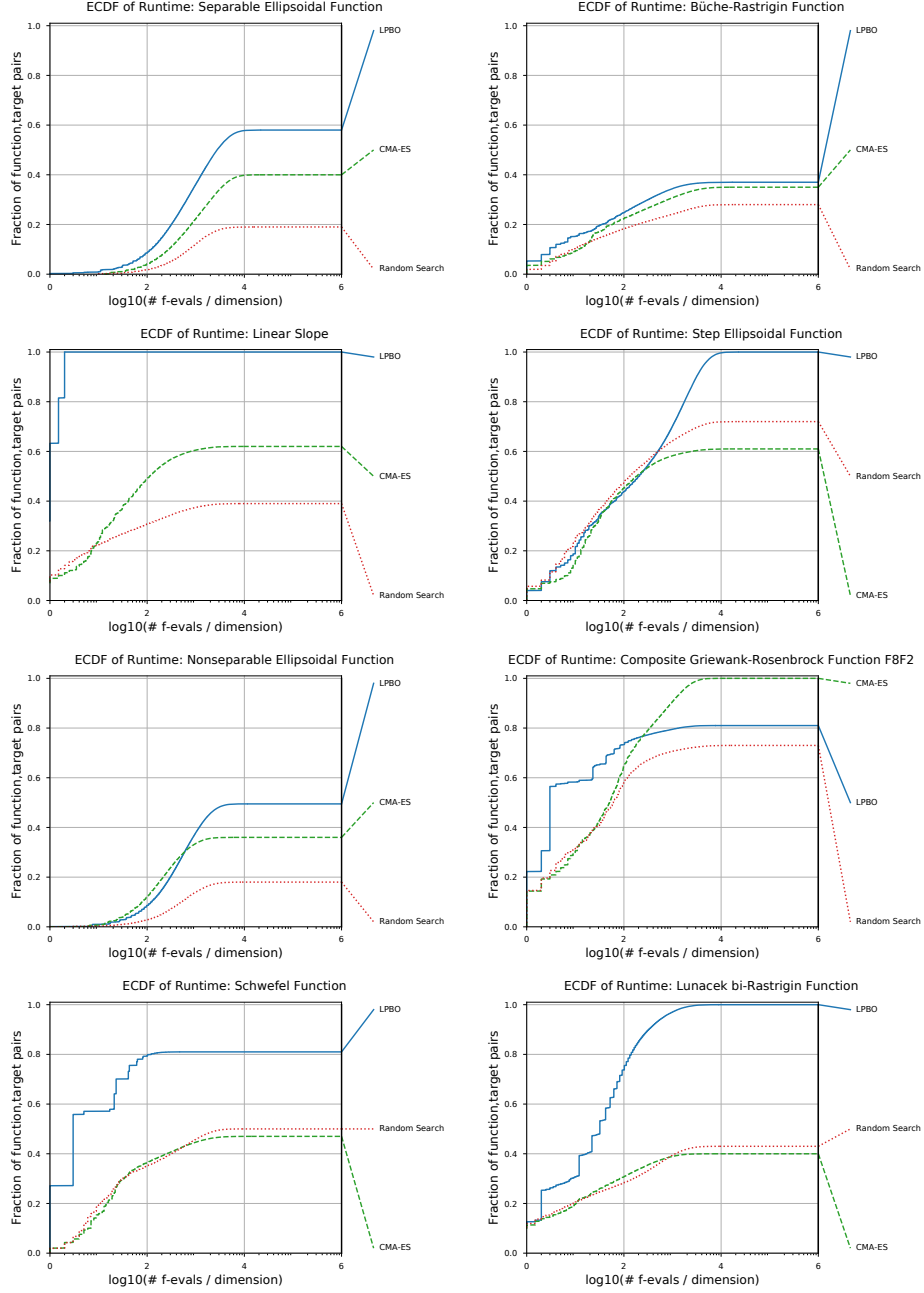 ECDF of Runtime: Separable Ellipsoidal Function
Fraction of function,target pairs
1.0
0.8
0.6
0.4
0.2
0.0
0
2
4
6
log10(# f-evals / dimension)
LPBO
CMA-ES
Random Search
ECDF of Runtime: Büche-Rastrigin Function
Fraction of function,target pairs
1.0
0.8
0.6
0.4
0.2
0.0
0
2
4
6
log10(# f-evals / dimension)
LPBO
CMA-ES
Random Search
ECDF of Runtime: Linear Slope
Fraction of function,target pairs
1.0
0.8
0.6
0.4
0.2
0.0
0
2
4
6
log10(# f-evals / dimension)
LPBO
CMA-ES
Random Search
ECDF of Runtime: Step Ellipsoidal Function
Fraction of function,target pairs
1.0
0.8
0.6
0.4
0.2
0.0
0
2
4
6
log10(# f-evals / dimension)
LPBO
Random Search
CMA-ES
ECDF of Runtime: Nonseparable Ellipsoidal Function
Fraction of function,target pairs
1.0
0.8
0.6
0.4
0.2
0.0
0
2
4
6
log10(# f-evals / dimension)
LPBO
CMA-ES
Random Search
ECDF of Runtime: Composite Griewank-Rosenbrock Function F8F2
Fraction of function,target pairs
1.0
0.8
0.6
0.4
0.2
0.0
0
2
4
6
log10(# f-evals / dimension)
CMA-ES
LPBO
Random Search
ECDF of Runtime: Schwefel Function
Fraction of function,target pairs
1.0
0.8
0.6
0.4
0.2
0.0
0
2
4
6
log10(# f-evals / dimension)
LPBO
Random Search
CMA-ES
ECDF of Runtime: Lunacek bi-Rastrigin Function
Fraction of function,target pairs
1.0
0.8
0.6
0.4
0.2
0.0
0
2
4
6
log10(# f-evals / dimension)
LPBO
Random Search
CMA-ES